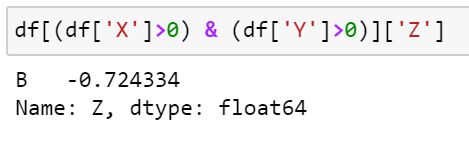 df[(df['X']>0) & (df['Y']>0)]['Z']
B   -0.724334
Name: Z, dtype: float64